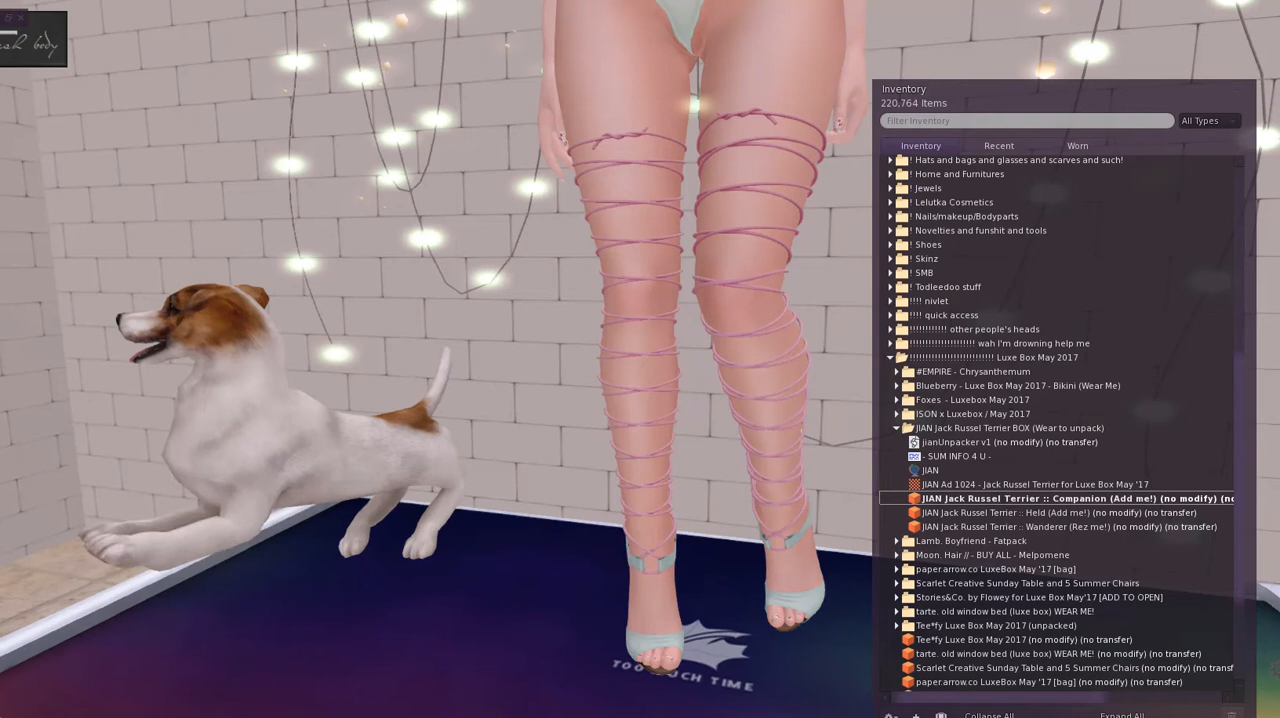 esh body
Inventory
220,764 Items
Filter Inventory
All Types
Inventory Recent Worn
! Hats and bags and glasses and scarves and such!
! Home and Furnitures
! Jewels
! Lelutka Cosmetics
! Nails/makeup/Bodyparts
! Novelties and funshit and tools
! Shoes
! Skinz
! SMB
! Todleedoo stuff
!!!! nivlet
!!!! quick access
!!!!!!!!!!!!! other people's heads
!!!!!!!!!!!!!!!!!!!!!!! wah I'm drowning help me
!!!!!!!!!!!!!!!!!!!!!!!!!!!!! Luxe Box May 2017
#EMPIRE - Chrysanthemum
Blueberry - Luxe Box May 2017 - Bikini (Wear Me)
Foxes - Luxebox May 2017
ISON x Luxebox / May 2017
JIAN Jack Russel Terrier BOX (Wear to unpack)
JianUnpacker v1 (no modify) (no transfer)
- SUM INFO 4 U -
JIAN
JIAN Ad 1024 - Jack Russel Terrier for Luxe Box May '17
JIAN Jack Russel Terrier :: Companion (Add me!) (no modify) (no
JIAN Jack Russel Terrier :: Held (Add me!) (no modify) (no transfer)
JIAN Jack Russel Terrier :: Wanderer (Rez me!) (no modify) (no transfer)
Lamb. Boyfriend - Fatpack
Moon. Hair // - BUY ALL - Melpomene
paper.arrow.co LuxeBox May '17 [bag]
Scarlet Creative Sunday Table and 5 Summer Chairs
Stories&Co. by Flowey for Luxe Box May'17 [ADD TO OPEN]
tarte. old window bed (luxe box) WEAR ME!
Tee*fy Luxe Box May 2017 (unpacked)
Tee*fy Luxe Box May 2017 (no modify) (no transfer)
tarte. old window bed (luxe box) WEAR ME! (no modify) (no transfer)
Scarlet Creative Sunday Table and 5 Summer Chairs (no modify) (no transf
paper.arrow.co LuxeBox May '17 [bag] (no modify) (no transfer)
Collapse All Expand All
TOO MUCH TIME